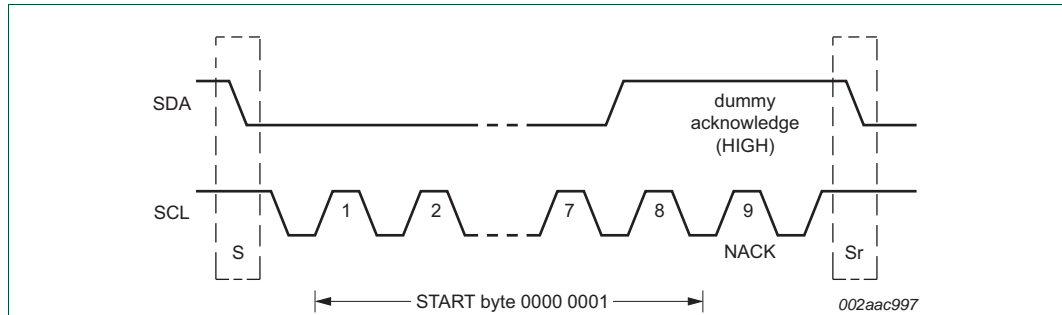 SDA
dummy
acknowledge
(HIGH)
SCL
1
2
7
8
9
S
NACK
Sr
START byte 0000 0001
002aac997